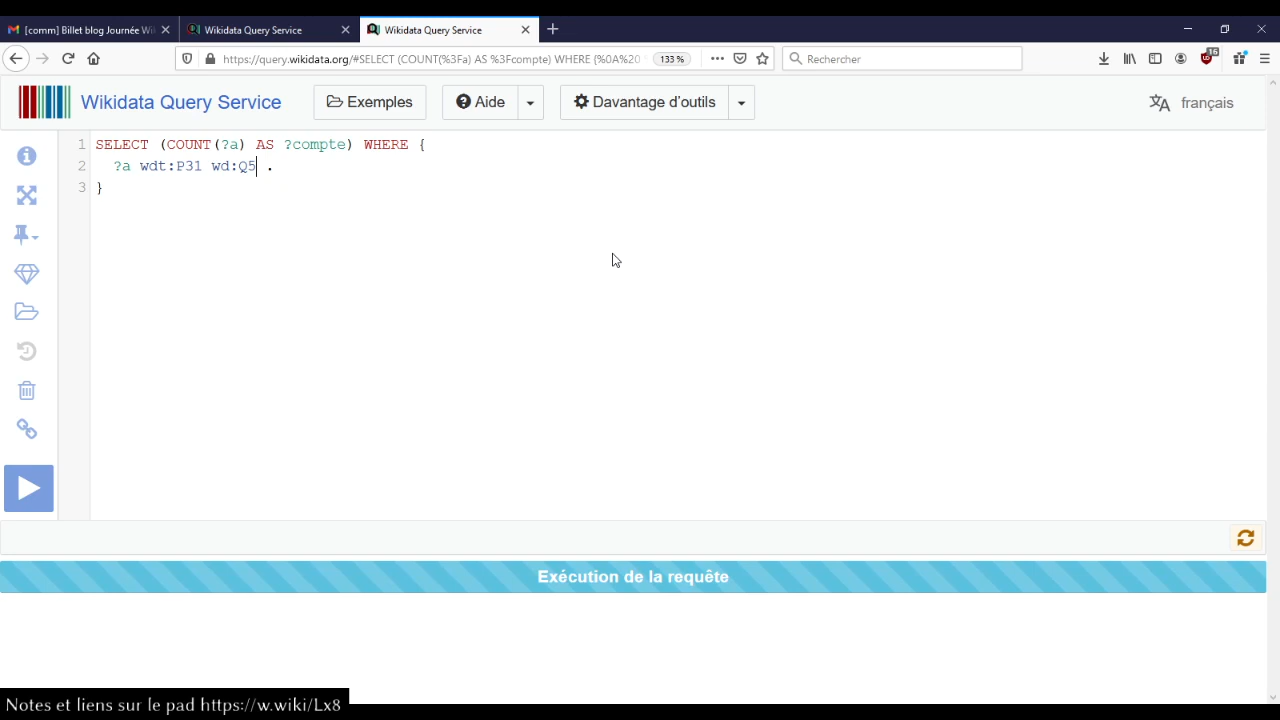 [comm] Billet blog Journée Wi
Wikidata Query Service
Wikidata Query Service
https://query.wikidata.org/#SELECT (COUNT(%3Fa) AS %3Fcompte) WHERE {%0A%20
133 %
Rechercher
16
Wikidata Query Service
Exemples
Aide
Davantage d'outils
français
1 SELECT (COUNT(?a) AS ?compte) WHERE {
2 ?a wdt:P31 wd:Q5 .
3 }
Exécution de la requête
Notes et liens sur le pad https://w.wiki/Lx8